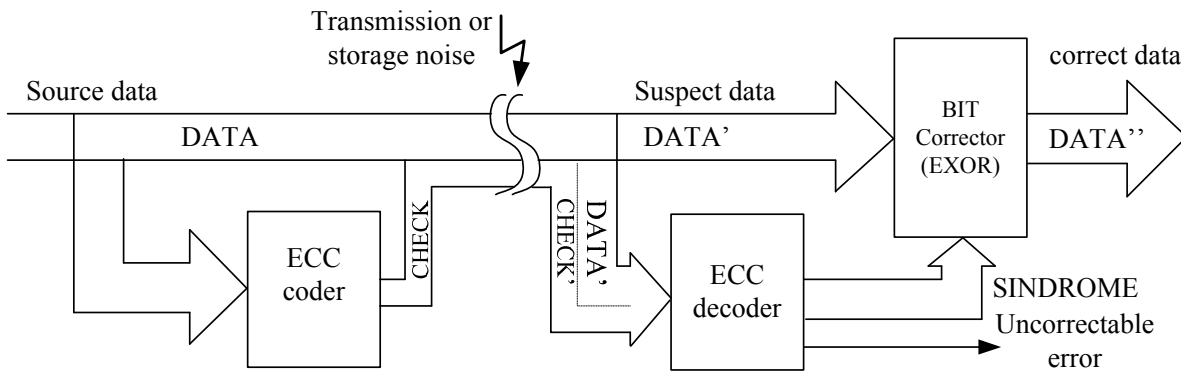 Transmission or
storage noise
Source data
DATA
Suspect data
DATA’
BIT
Corrector
(EXOR)
correct data
DATA’’
ECC
coder
CHECK
CHECK’
DATA’
ECC
decoder
SINDROME
Uncorrectable
error